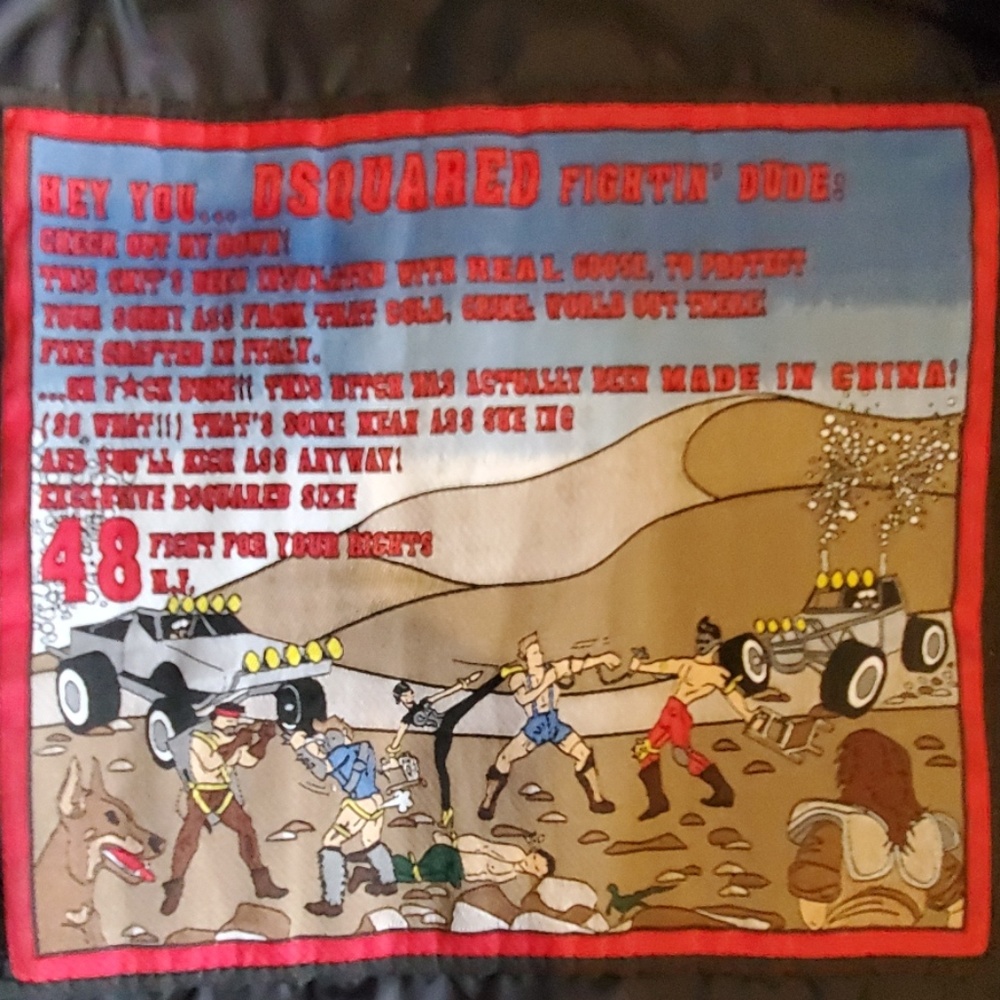 HEY YOU... DSQUARED FIGHTIN' DUDE:
CHECK OUT MY DOWN!
THIS SHIT'S BEEN INSULATED WITH REAL GOOSE, TO PROTECT
YOUR SORRY ASS FROM THAT COLD, CRUEL WORLD OUT THERE!
FINE CRAFTED IN ITALY.
...OH F★CK DUDE!! THIS BITCH HAS ACTUALLY BEEN MADE IN CHINA!
(SO WHAT!!) THAT'S SOME MEAN ASS
AND YOU'LL KICK ASS ANYWAY!
EXCLUSIVE DSQUARED SIZE
48 FIGHT FOR YOUR RIGHTS